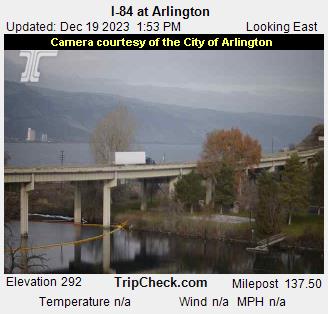 I-84 at Arlington
Updated: Dec 19 2023 1:53 PM Looking East
Camera courtesy of the City of Arlington
Elevation 292 TripCheck.com Milepost 137.50
Temperature n/a Wind n/a MPH n/a